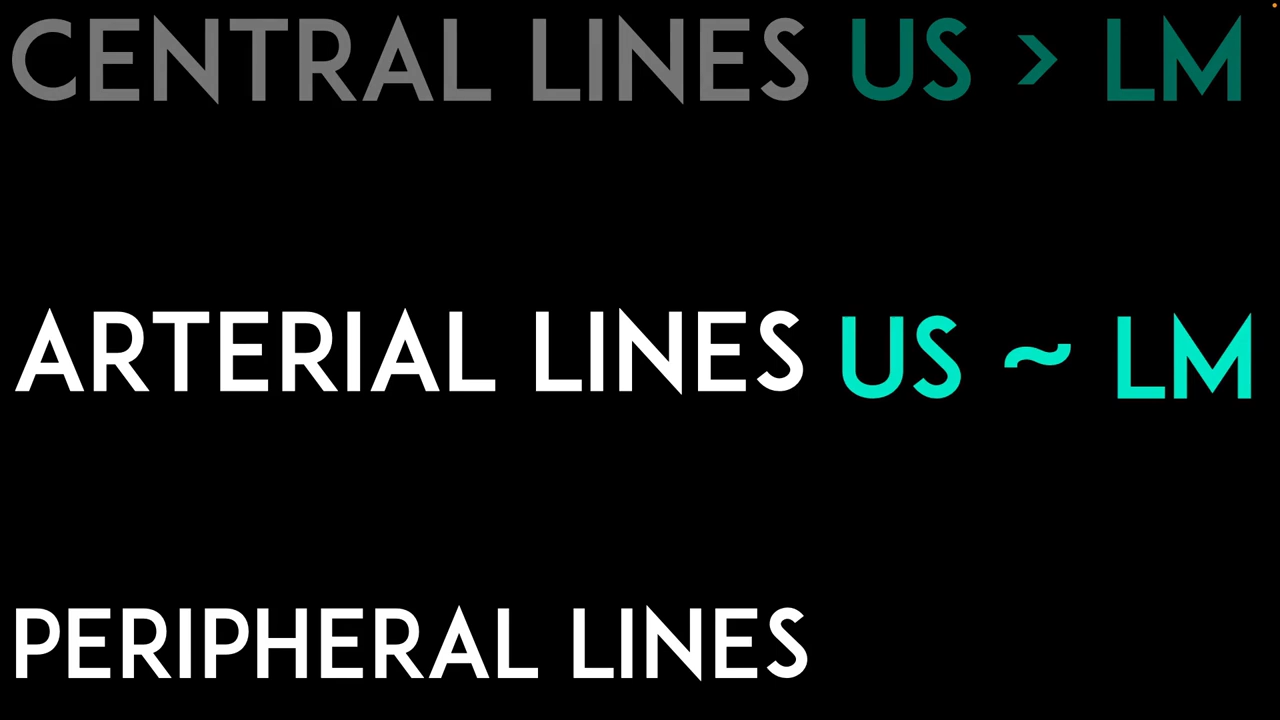 CENTRAL LINES US > LM
ARTERIAL LINES US ~ LM
PERIPHERAL LINES